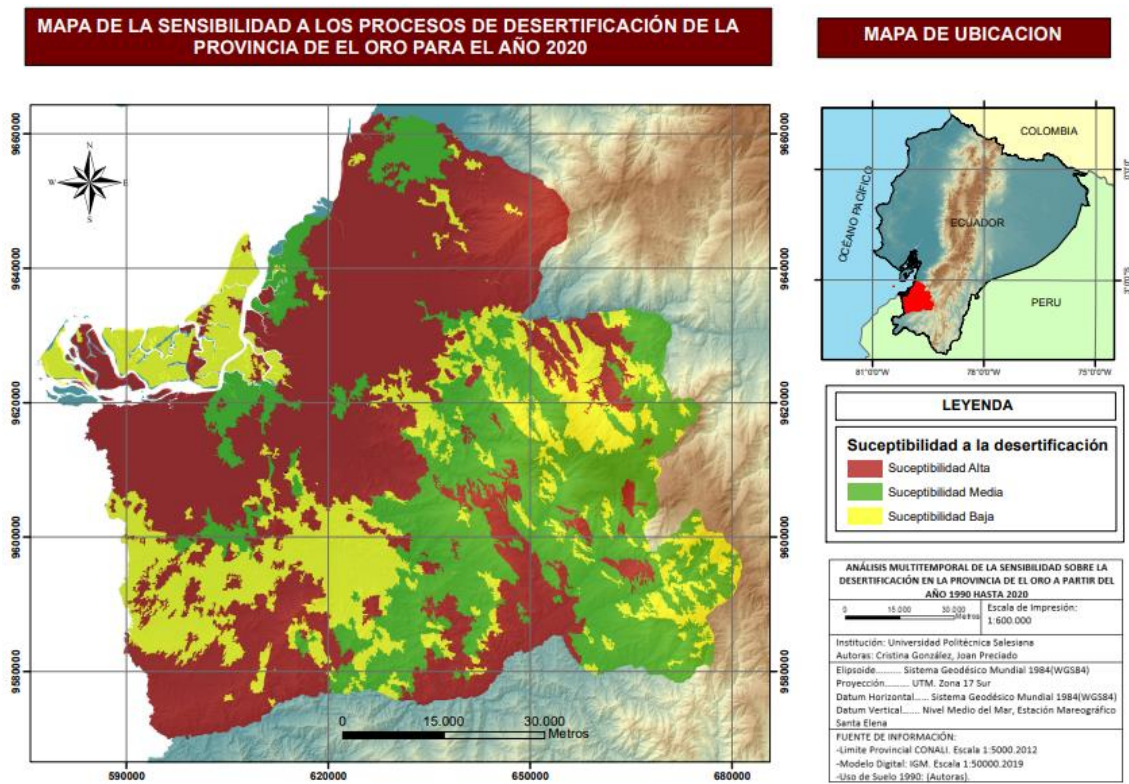 MAPA DE LA SENSIBILIDAD A LOS PROCESOS DE DESERTIFICACIÓN DE LA
PROVINCIA DE EL ORO PARA EL AÑO 2020
MAPA DE UBICACION
9660000
9640000
9620000
9600000
9580000
N
W
E
S
9660000
9640000
9620000
9600000
9580000
0 15.000 30.000
Metros
590000 620000 650000 680000
COLOMBIA
OCÉANO PACÍFICO
ECUADOR
PERU
0°0'0"
3°0'0"S
81°0'0"W 78°0'0"W 75°0'0"W
LEYENDA
Suceptibilidad a la desertificación
Suceptibilidad Alta
Suceptibilidad Media
Suceptibilidad Baja
ANÁLISIS MULTITEMPORAL DE LA SENSIBILIDAD SOBRE LA
DESERTIFICACIÓN EN LA PROVINCIA DE EL ORO A PARTIR DEL
AÑO 1990 HASTA 2020
0 15.000 30.000
Metros
Escala de Impresión:
1:600.000
Institución: Universidad Politécnica Salesiana
Autoras: Cristina González, Joan Preciado
Elipsoide.......... Sistema Geodésico Mundial 1984(WGS84)
Proyección.......... UTM. Zona 17 Sur
Datum Horizontal..... Sistema Geodésico Mundial 1984(WGS84)
Datum Vertical....... Nivel Medio del Mar, Estación Mareográfico
Santa Elena
FUENTE DE INFORMACIÓN:
-Limite Provincial CONALI. Escala 1:5000.2012
-Modelo Digital: IGM. Escala 1:50000.2019
-Uso de Suelo 1990: (Autoras).